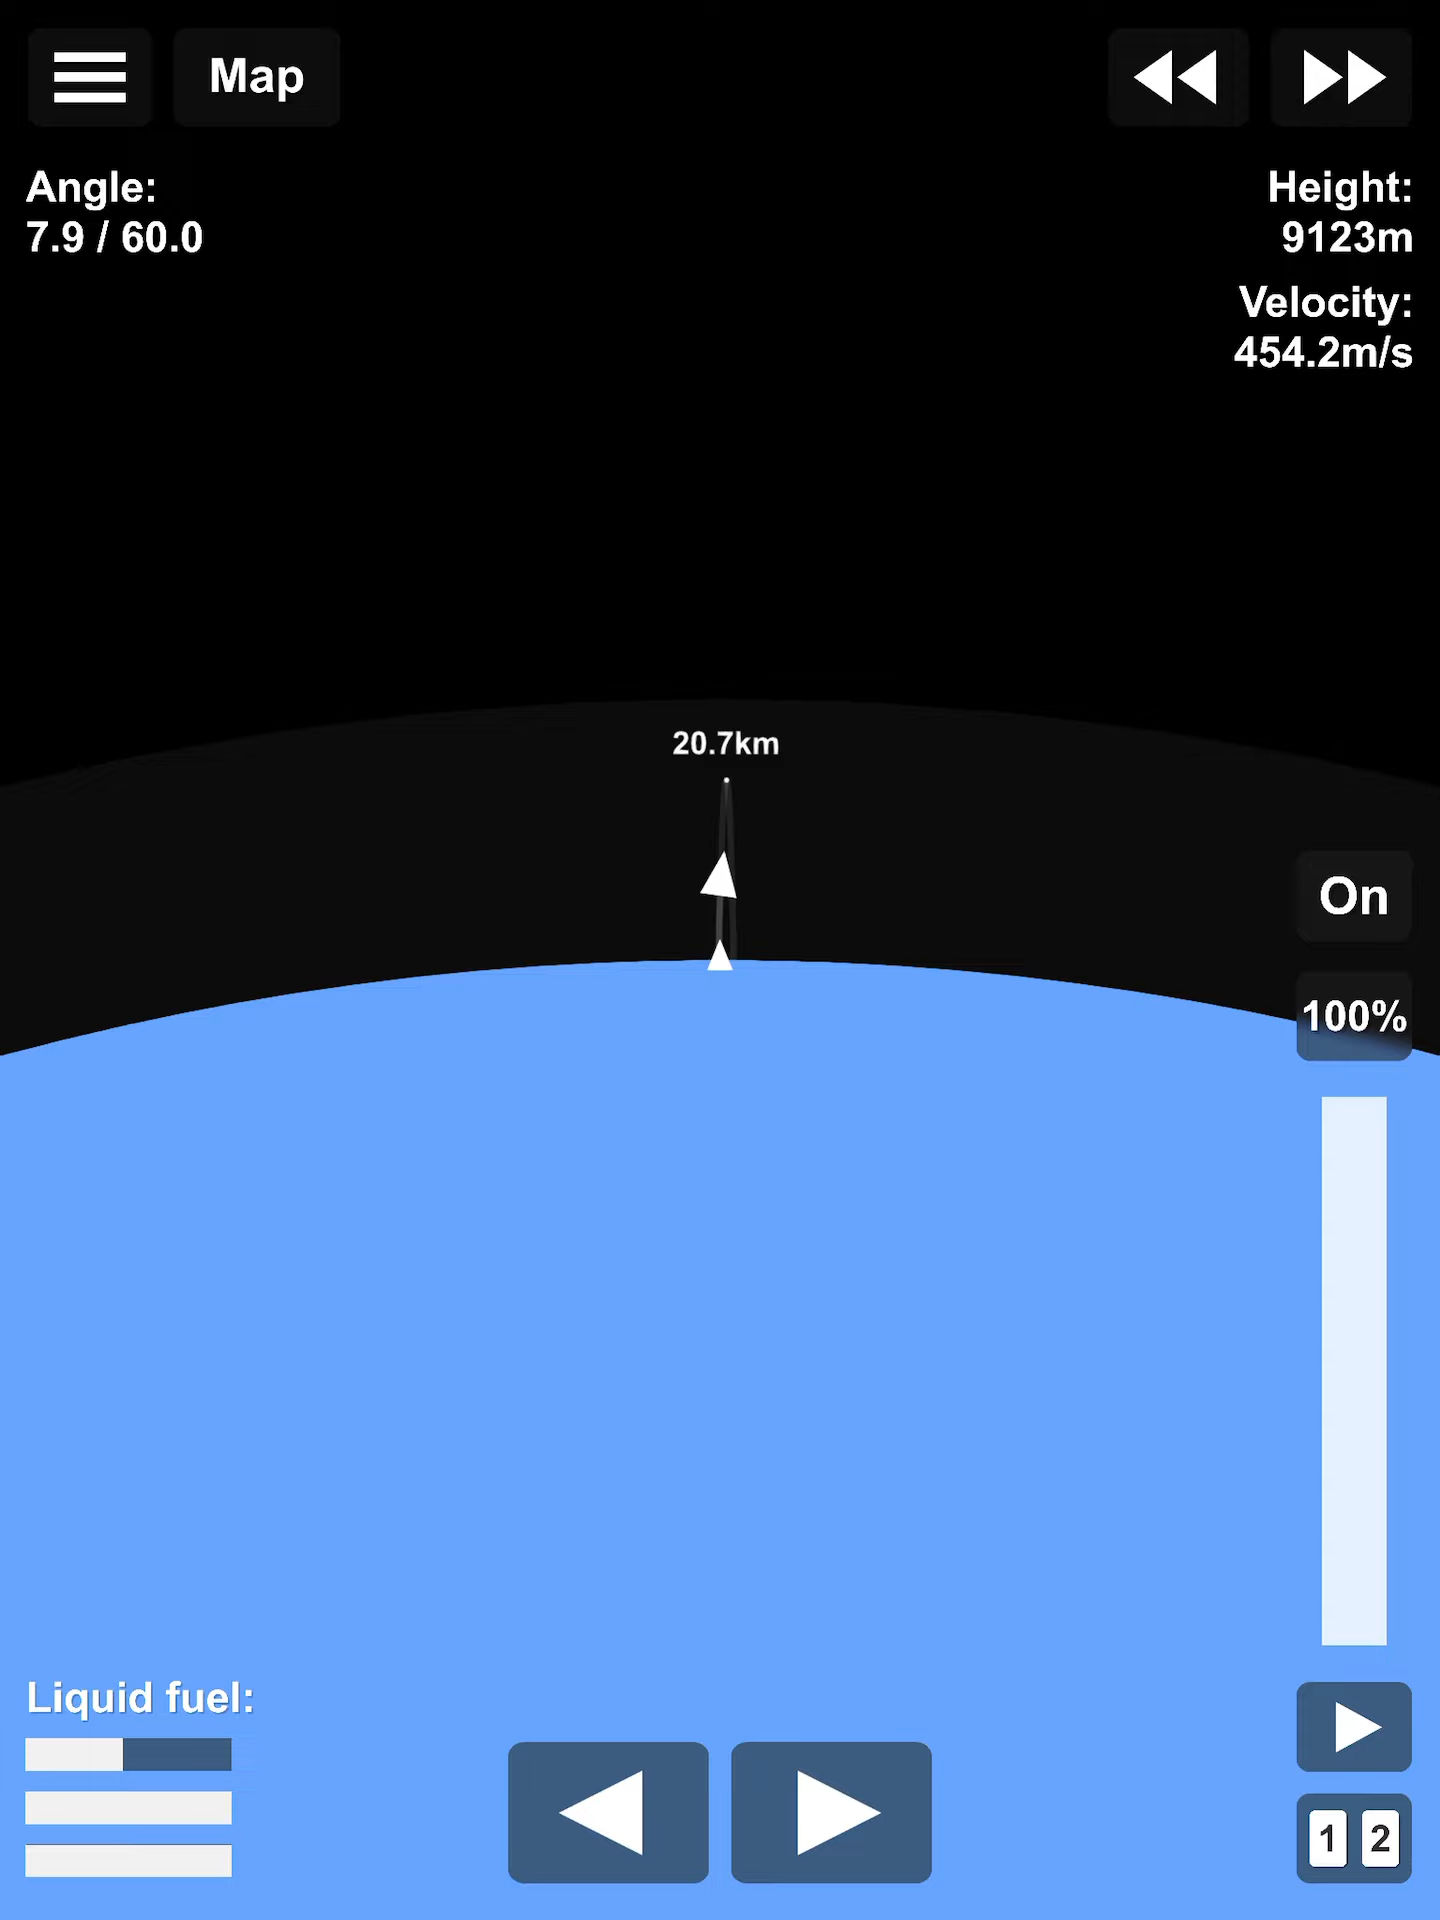 Map
Angle:
7.9 / 60.0
Height:
9123m
Velocity:
454.2m/s
20.7km
On
100%
Liquid fuel:
1 2